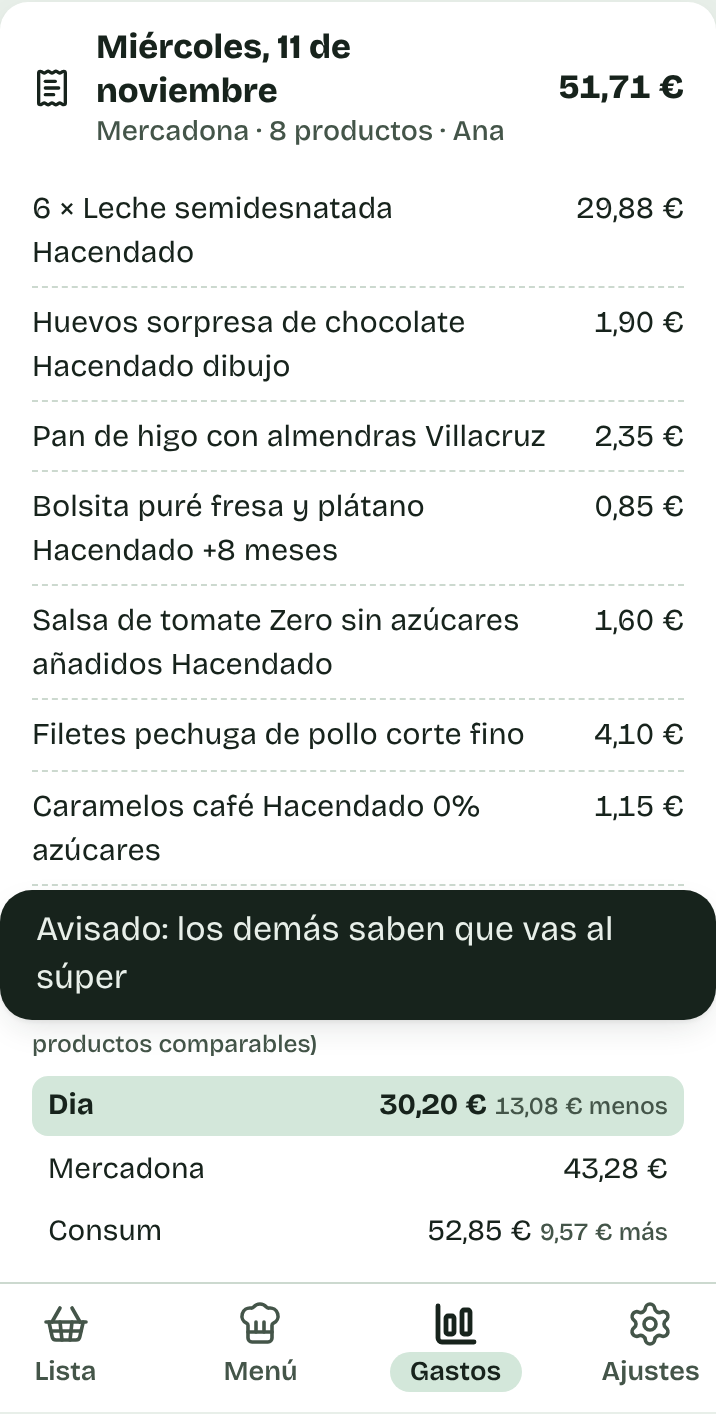 Miércoles, 11 de
noviembre
51,71 €
Mercadona · 8 productos · Ana
6 × Leche semidesnatada
Hacendado
29,88 €
Huevos sorpresa de chocolate
Hacendado dibujo
1,90 €
Pan de higo con almendras Villacruz
2,35 €
Bolsita puré fresa y plátano
Hacendado +8 meses
0,85 €
Salsa de tomate Zero sin azúcares
añadidos Hacendado
1,60 €
Filetes pechuga de pollo corte fino
4,10 €
Caramelos café Hacendado 0%
azúcares
1,15 €
Avisado: los demás saben que vas al
súper
productos comparables)
Dia 30,20 € 13,08 € menos
Mercadona 43,28 €
Consum 52,85 € 9,57 € más
Lista Menú Gastos Ajustes